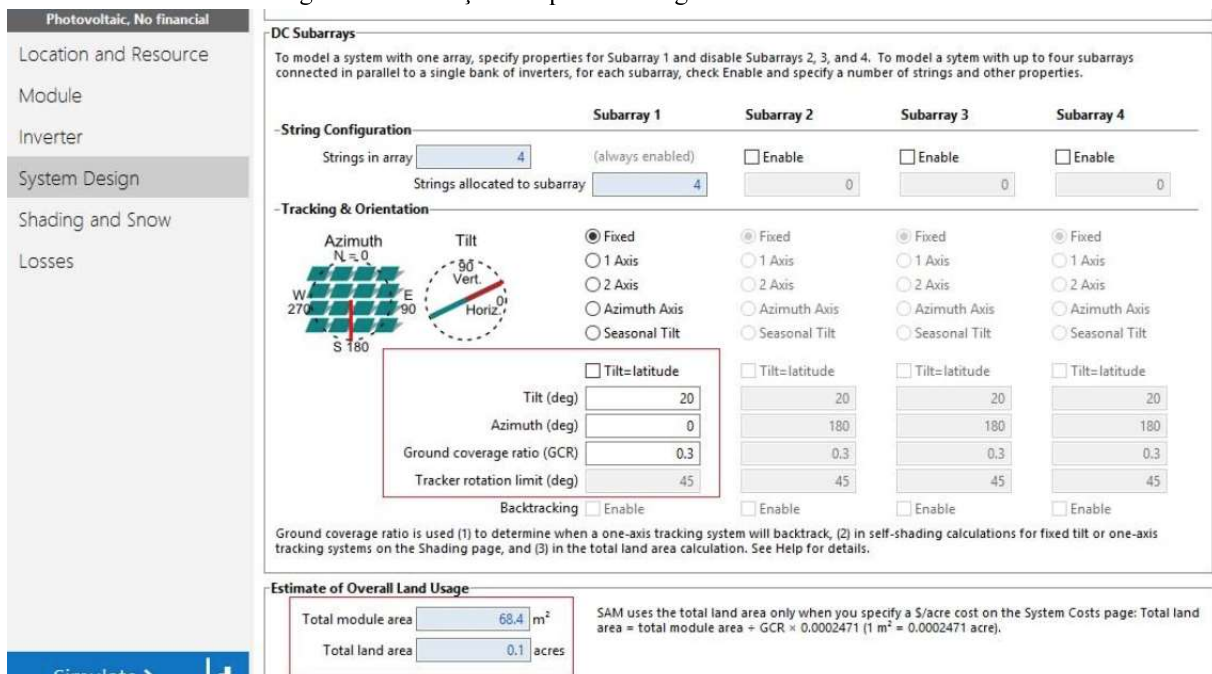 Photovoltaic, No financial
Location and Resource
Module
Inverter
System Design
Shading and Snow
Losses
DC Subarrays
To model a system with one array, specify properties for Subarray 1 and disable Subarrays 2, 3, and 4. To model a sytem with up to four subarrays
connected in parallel to a single bank of inverters, for each subarray, check Enable and specify a number of strings and other properties.
Subarray 1 Subarray 2 Subarray 3 Subarray 4
-String Configuration
Strings in array 4 (always enabled) Enable Enable Enable
Strings allocated to subarray 4 0 0 0
-Tracking & Orientation
Azimuth Tilt
N = 0
W 270 E 90
S 180
90 Vert.
0 Horiz.
Fixed Fixed Fixed Fixed
1 Axis 1 Axis 1 Axis 1 Axis
2 Axis 2 Axis 2 Axis 2 Axis
Azimuth Axis Azimuth Axis Azimuth Axis Azimuth Axis
Seasonal Tilt Seasonal Tilt Seasonal Tilt Seasonal Tilt
Tilt=latitude Tilt=latitude Tilt=latitude Tilt=latitude
Tilt (deg) 20 20 20 20
Azimuth (deg) 0 180 180 180
Ground coverage ratio (GCR) 0.3 0.3 0.3 0.3
Tracker rotation limit (deg) 45 45 45 45
Backtracking Enable Enable Enable Enable
Ground coverage ratio is used (1) to determine when a one-axis tracking system will backtrack, (2) in self-shading calculations for fixed tilt or one-axis
tracking systems on the Shading page, and (3) in the total land area calculation. See Help for details.
Estimate of Overall Land Usage
Total module area 68.4 m²
Total land area 0.1 acres
SAM uses the total land area only when you specify a $/acre cost on the System Costs page: Total land
area = total module area ÷ GCR × 0.0002471 (1 m² = 0.0002471 acre).